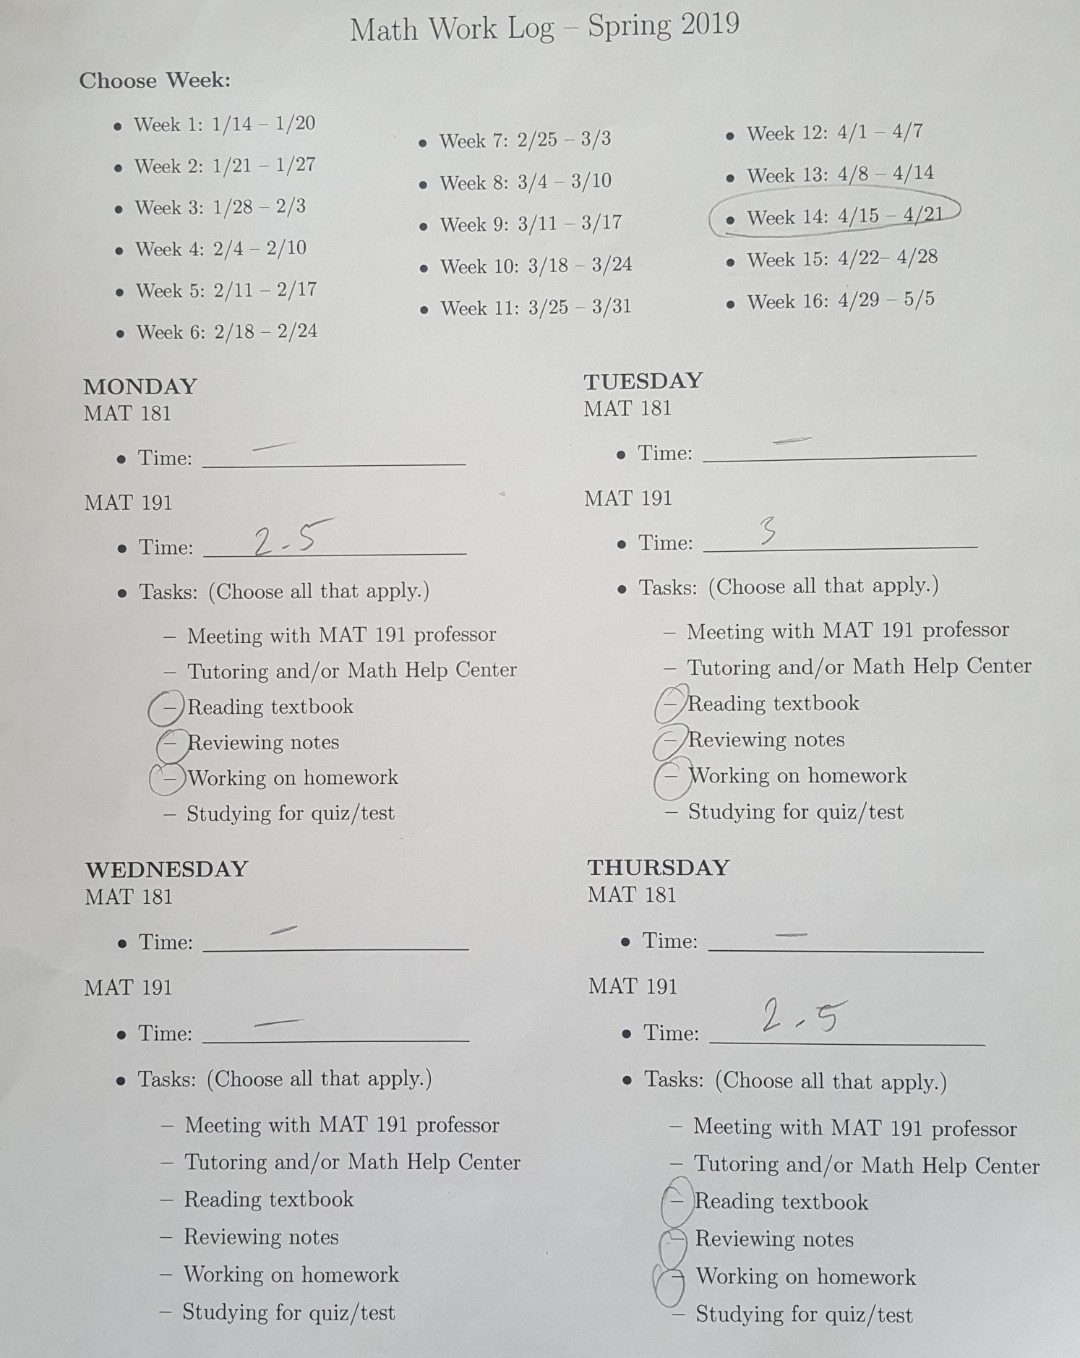 Math Work Log – Spring 2019
Choose Week:
• Week 1: 1/14 – 1/20
• Week 2: 1/21 – 1/27
• Week 3: 1/28 – 2/3
• Week 4: 2/4 – 2/10
• Week 5: 2/11 – 2/17
• Week 6: 2/18 – 2/24
• Week 7: 2/25 – 3/3
• Week 8: 3/4 – 3/10
• Week 9: 3/11 – 3/17
• Week 10: 3/18 – 3/24
• Week 11: 3/25 – 3/31
• Week 12: 4/1 – 4/7
• Week 13: 4/8 – 4/14
• Week 14: 4/15 – 4/21
• Week 15: 4/22– 4/28
• Week 16: 4/29 – 5/5
MONDAY
MAT 181
• Time: —
MAT 191
• Time: 2.5
• Tasks: (Choose all that apply.)
– Meeting with MAT 191 professor
– Tutoring and/or Math Help Center
– Reading textbook
– Reviewing notes
– Working on homework
– Studying for quiz/test
TUESDAY
MAT 181
• Time: —
MAT 191
• Time: 3
• Tasks: (Choose all that apply.)
– Meeting with MAT 191 professor
– Tutoring and/or Math Help Center
– Reading textbook
– Reviewing notes
– Working on homework
– Studying for quiz/test
WEDNESDAY
MAT 181
• Time: —
MAT 191
• Time: —
• Tasks: (Choose all that apply.)
– Meeting with MAT 191 professor
– Tutoring and/or Math Help Center
– Reading textbook
– Reviewing notes
– Working on homework
– Studying for quiz/test
THURSDAY
MAT 181
• Time: —
MAT 191
• Time: 2.5
• Tasks: (Choose all that apply.)
– Meeting with MAT 191 professor
– Tutoring and/or Math Help Center
– Reading textbook
– Reviewing notes
– Working on homework
– Studying for quiz/test